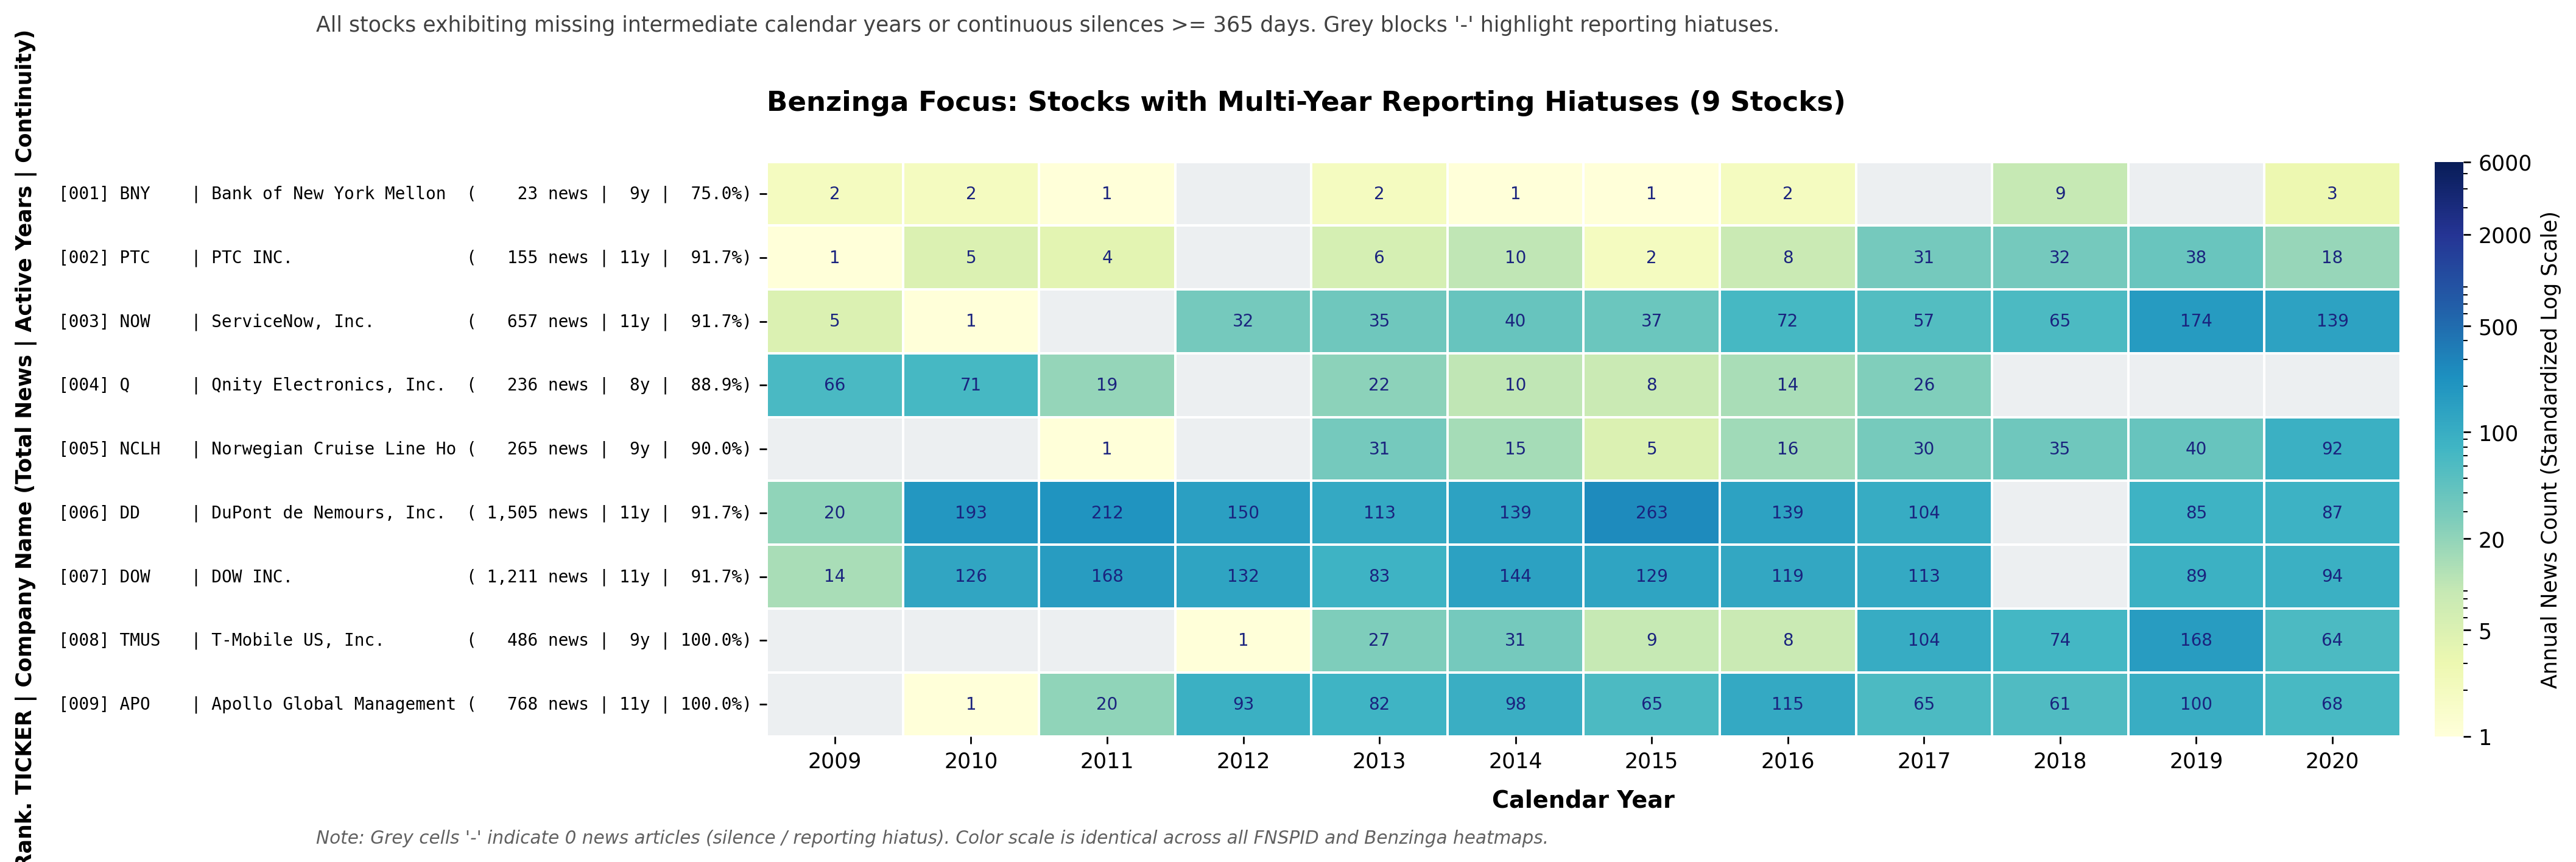 All stocks exhibiting missing intermediate calendar years or continuous silences >= 365 days. Grey blocks '-' highlight reporting hiatuses.
Benzinga Focus: Stocks with Multi-Year Reporting Hiatuses (9 Stocks)
Rank. TICKER | Company Name (Total News | Active Years | Continuity)
[001] BNY | Bank of New York Mellon ( 23 news | 9y | 75.0%) 2 2 1 2 1 1 2 9 3
[002] PTC | PTC INC. ( 155 news | 11y | 91.7%) 1 5 4 6 10 2 8 31 32 38 18
[003] NOW | ServiceNow, Inc. ( 657 news | 11y | 91.7%) 5 1 32 35 40 37 72 57 65 174 139
[004] Q | Qnity Electronics, Inc. ( 236 news | 8y | 88.9%) 66 71 19 22 10 8 14 26
[005] NCLH | Norwegian Cruise Line Ho ( 265 news | 9y | 90.0%) 1 31 15 5 16 30 35 40 92
[006] DD | DuPont de Nemours, Inc. ( 1,505 news | 11y | 91.7%) 20 193 212 150 113 139 263 139 104 85 87
[007] DOW | DOW INC. ( 1,211 news | 11y | 91.7%) 14 126 168 132 83 144 129 119 113 89 94
[008] TMUS | T-Mobile US, Inc. ( 486 news | 9y | 100.0%) 1 27 31 9 8 104 74 168 64
[009] APO | Apollo Global Management ( 768 news | 11y | 100.0%) 1 20 93 82 98 65 115 65 61 100 68
2009 2010 2011 2012 2013 2014 2015 2016 2017 2018 2019 2020
Calendar Year
6000
2000
500
100
20
5
1
Annual News Count (Standardized Log Scale)
Note: Grey cells '-' indicate 0 news articles (silence / reporting hiatus). Color scale is identical across all FNSPID and Benzinga heatmaps.